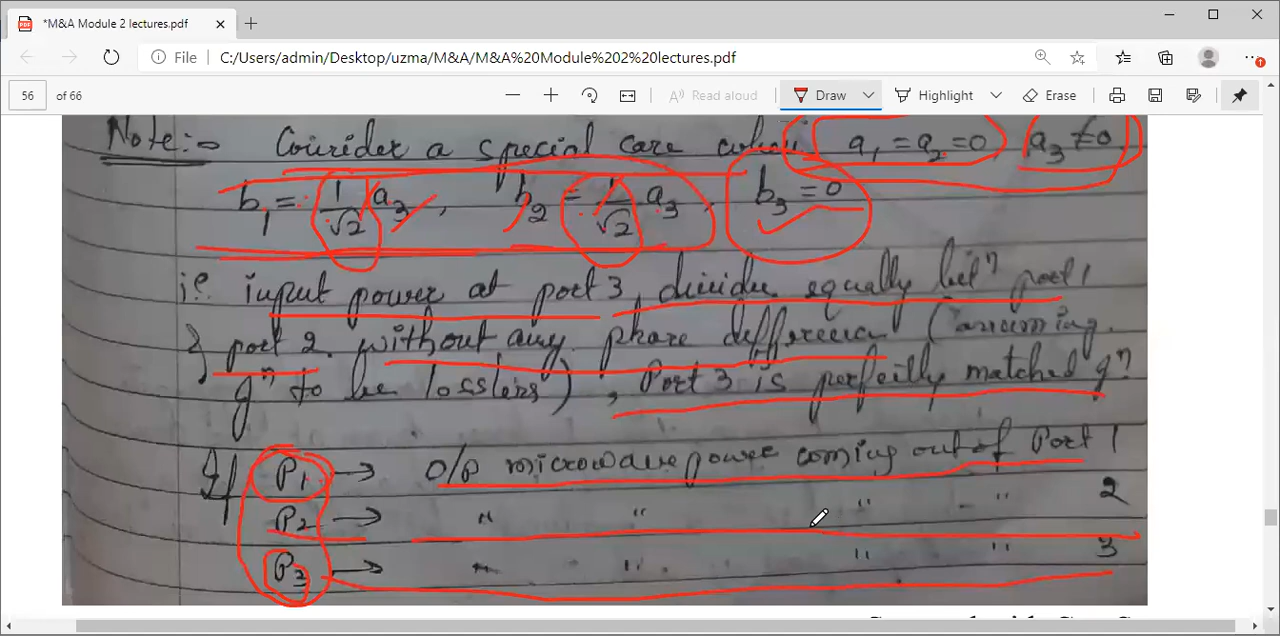 *M&A Module 2 lectures.pdf
File C:/Users/admin/Desktop/uzma/M&A/M&A%20Module%202%20lectures.pdf
56 of 66 Read aloud Draw Highlight Erase
Note:- Consider a special case when a1 = a2 = 0, a3 ≠ 0
b1 = 1/√2 a3, b2 = 1/√2 a3, b3 = 0
ie input power at port 3, divides equally betn port 1
& port 2 without any phase difference (assuming
gn to be lossless), Port 3 is perfectly matched gn
If P1 → O/P microwave power coming out of Port 1
P2 → " " " " 2
P3 → " " " " 3